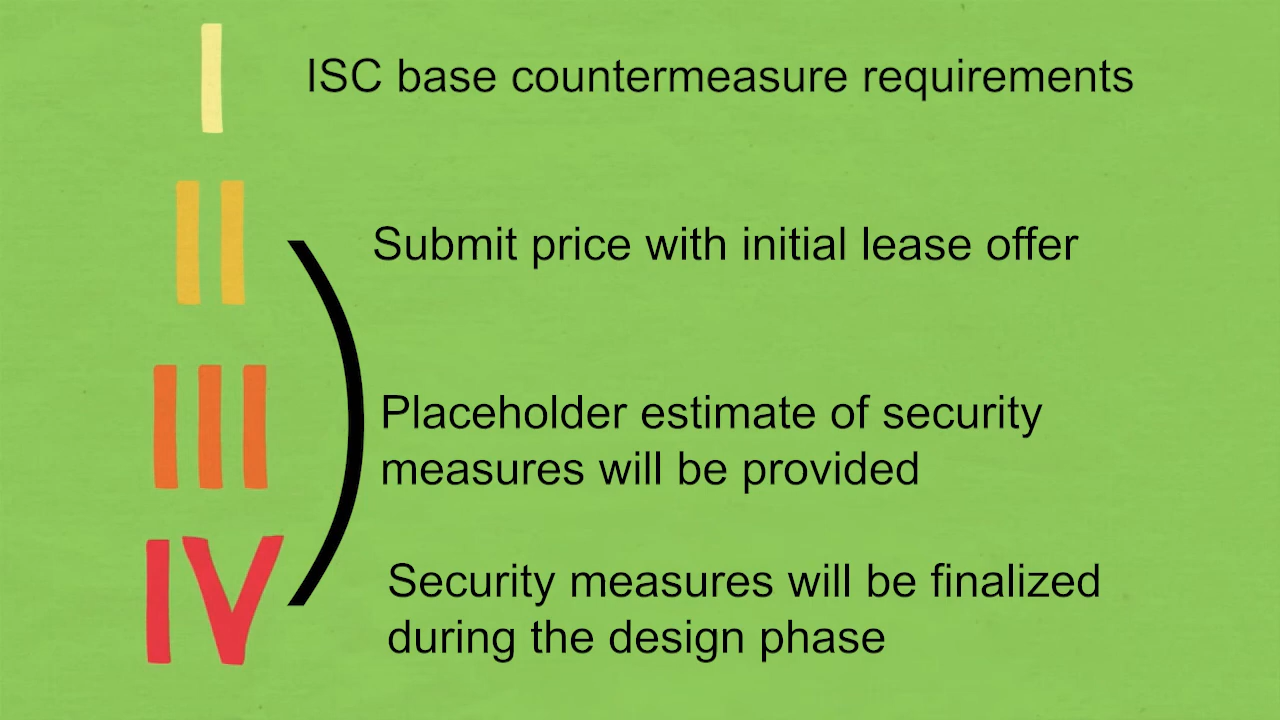 I ISC base countermeasure requirements
II Submit price with initial lease offer
III Placeholder estimate of security
measures will be provided
IV Security measures will be finalized
during the design phase